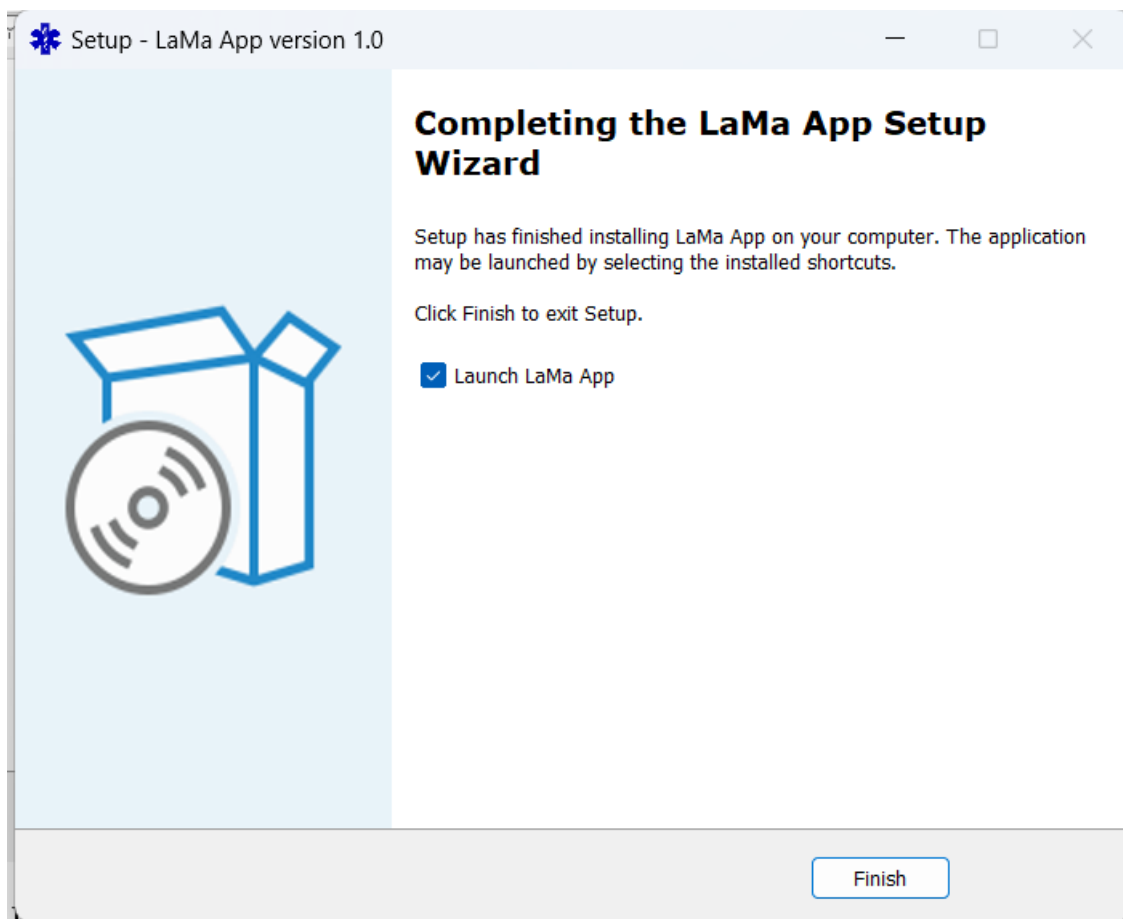 Setup - LaMa App version 1.0
Completing the LaMa App Setup
Wizard
Setup has finished installing LaMa App on your computer. The application
may be launched by selecting the installed shortcuts.
Click Finish to exit Setup.
Launch LaMa App
Finish